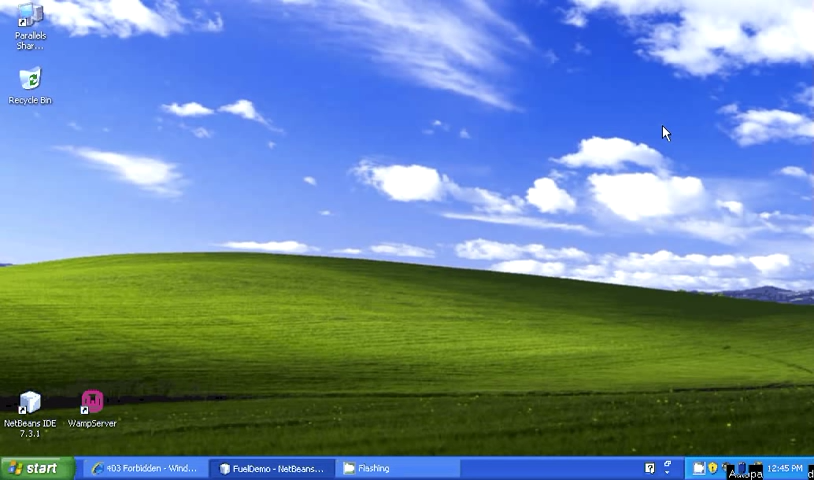 Parallels
Shar...
Recycle Bin
NetBeans IDE
7.3.1
WampServer
start
403 Forbidden - Wind...
FuelDemo - NetBeans...
Flashing
12:45 PM